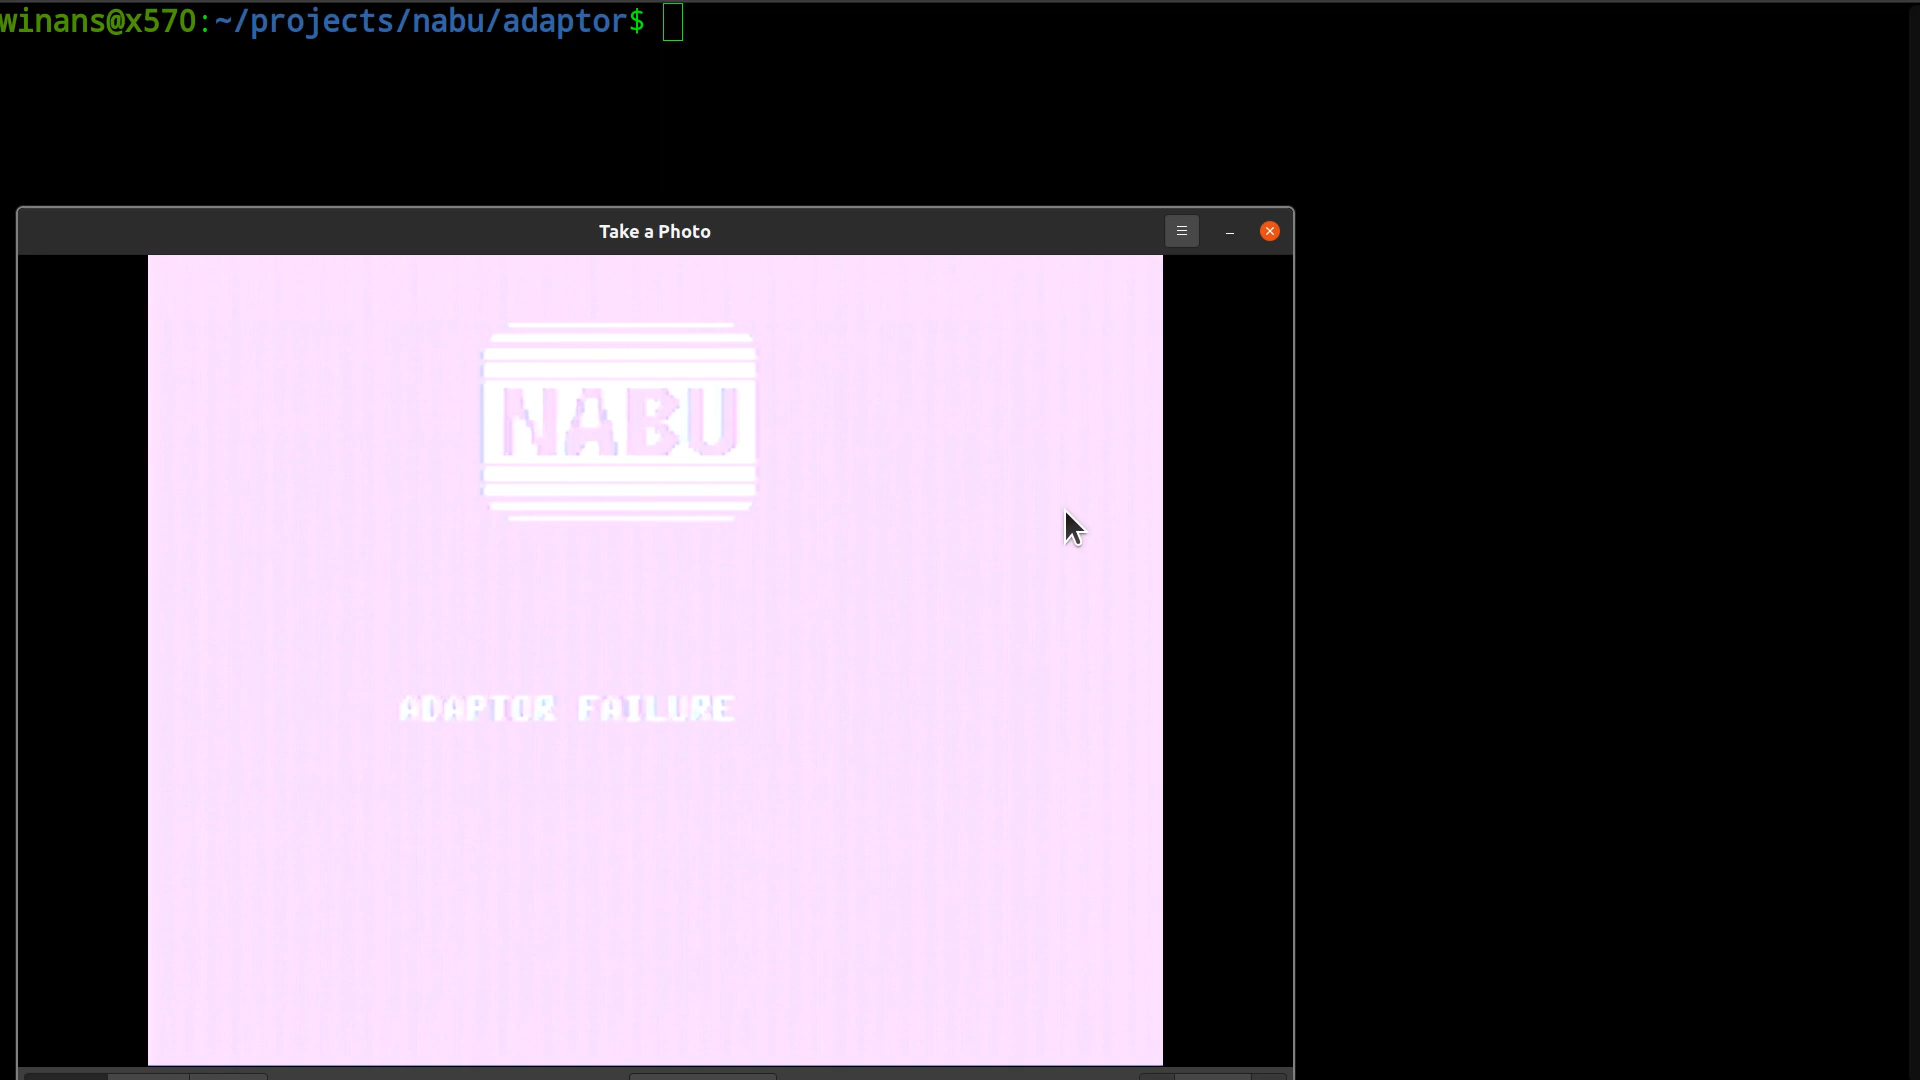 winans@x570:~/projects/nabu/adaptor$
Take a Photo
NABU
ADAPTOR FAILURE